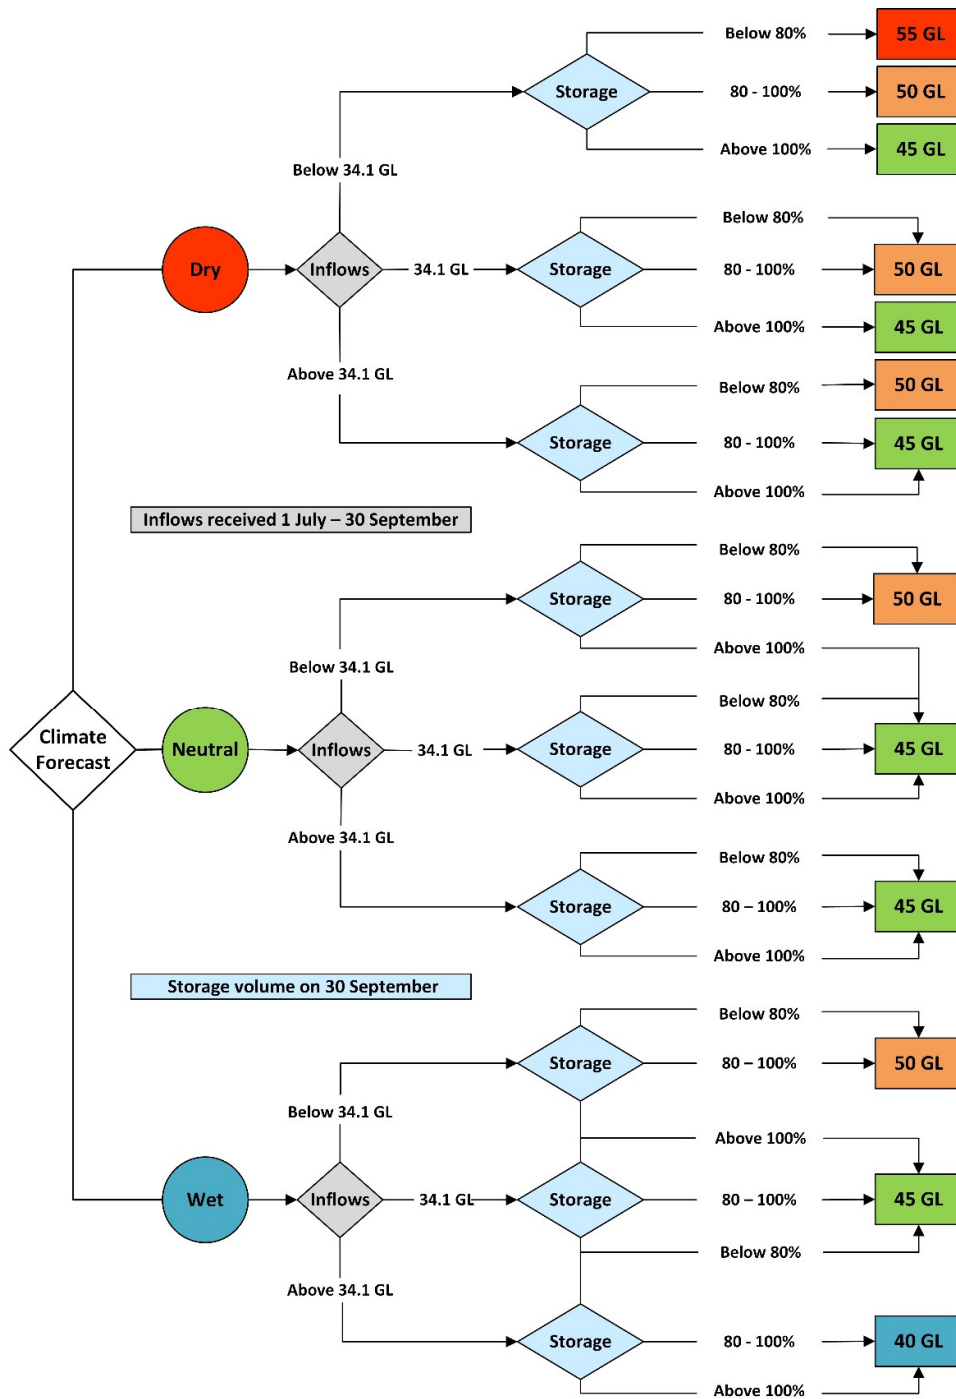 Below 80%
55 GL
Storage
80 - 100%
50 GL
Above 100%
45 GL
Below 34.1 GL
Dry
Inflows
34.1 GL
Below 80%
Storage
80 - 100%
50 GL
Above 100%
45 GL
Above 34.1 GL
Below 80%
50 GL
Storage
80 - 100%
45 GL
Above 100%
Inflows received 1 July – 30 September
Climate
Forecast
Below 80%
Storage
80 - 100%
50 GL
Above 100%
Below 34.1 GL
Neutral
Inflows
34.1 GL
Below 80%
Storage
80 - 100%
45 GL
Above 100%
Above 34.1 GL
Below 80%
Storage
80 – 100%
45 GL
Above 100%
Storage volume on 30 September
Below 80%
Storage
80 – 100%
50 GL
Below 34.1 GL
Above 100%
Wet
Inflows
34.1 GL
Storage
80 – 100%
45 GL
Below 80%
Above 34.1 GL
Storage
80 - 100%
40 GL
Above 100%